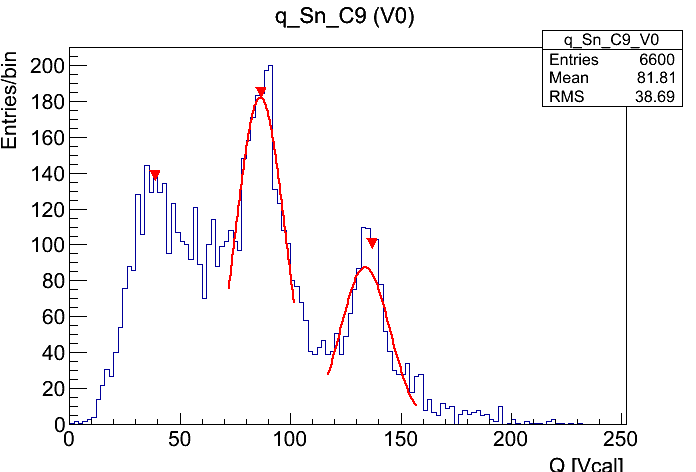 q_Sn_C9 (V0)
q_Sn_C9_V0
Entries 6600
Mean 81.81
RMS 38.69
Entries/bin
200
180
160
140
120
100
80
60
40
20
0
0 50 100 150 200 250
Q [Vcal]